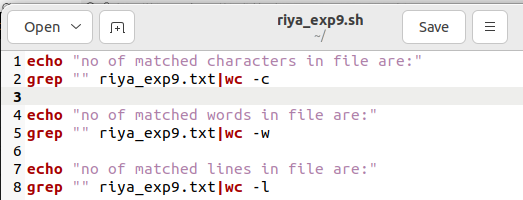 Open
riya_exp9.sh
~/
Save
1 echo "no of matched characters in file are:"
2 grep "" riya_exp9.txt|wc -c
3
4 echo "no of matched words in file are:"
5 grep "" riya_exp9.txt|wc -w
6
7 echo "no of matched lines in file are:"
8 grep "" riya_exp9.txt|wc -l